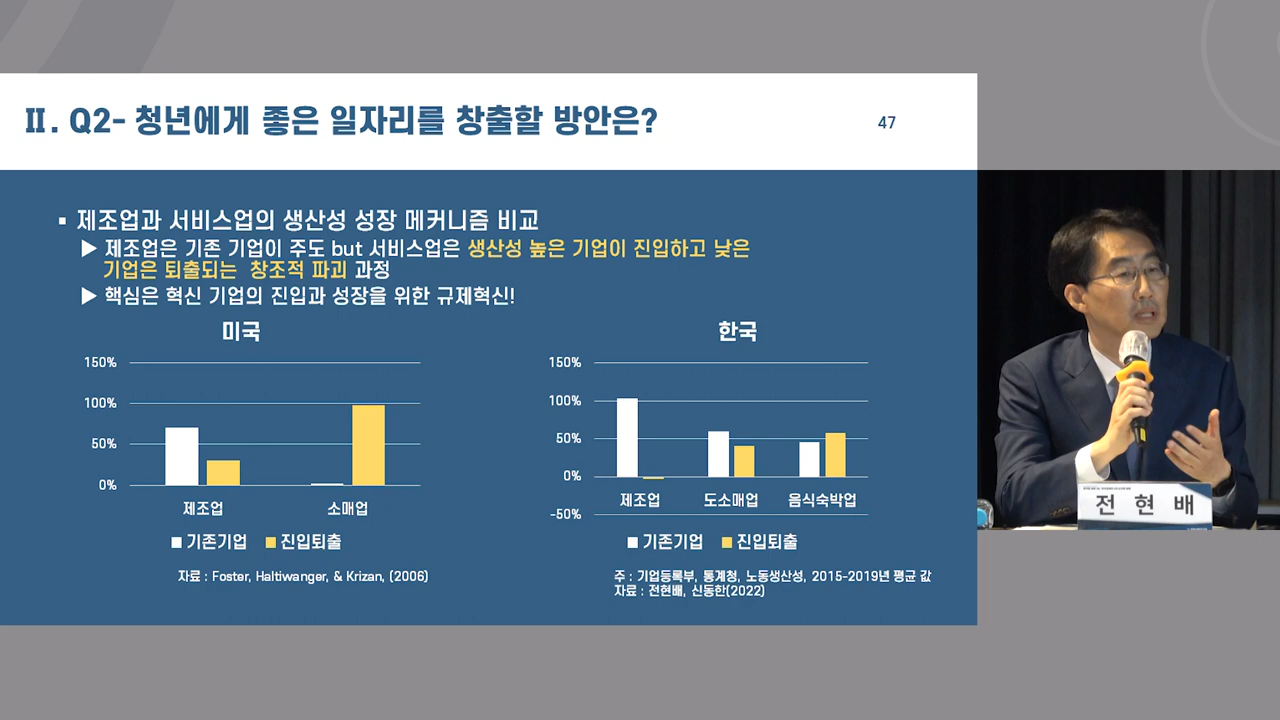 II. Q2- 청년에게 좋은 일자리를 창출할 방안은?
47
▪ 제조업과 서비스업의 생산성 성장 메커니즘 비교
▶ 제조업은 기존 기업이 주도 but 서비스업은 생산성 높은 기업이 진입하고 낮은
기업은 퇴출되는 창조적 파괴 과정
▶ 핵심은 혁신 기업의 진입과 성장을 위한 규제혁신!
미국
150%
100%
50%
0%
제조업 소매업
기존기업 진입퇴출
자료 : Foster, Haltiwanger, & Krizan, (2006)
한국
150%
100%
50%
0%
-50%
제조업 도소매업 음식숙박업
기존기업 진입퇴출
주 : 기업등록부, 통계청, 노동생산성, 2015-2019년 평균 값
자료 : 전현배, 신동한(2022)
전 현 배